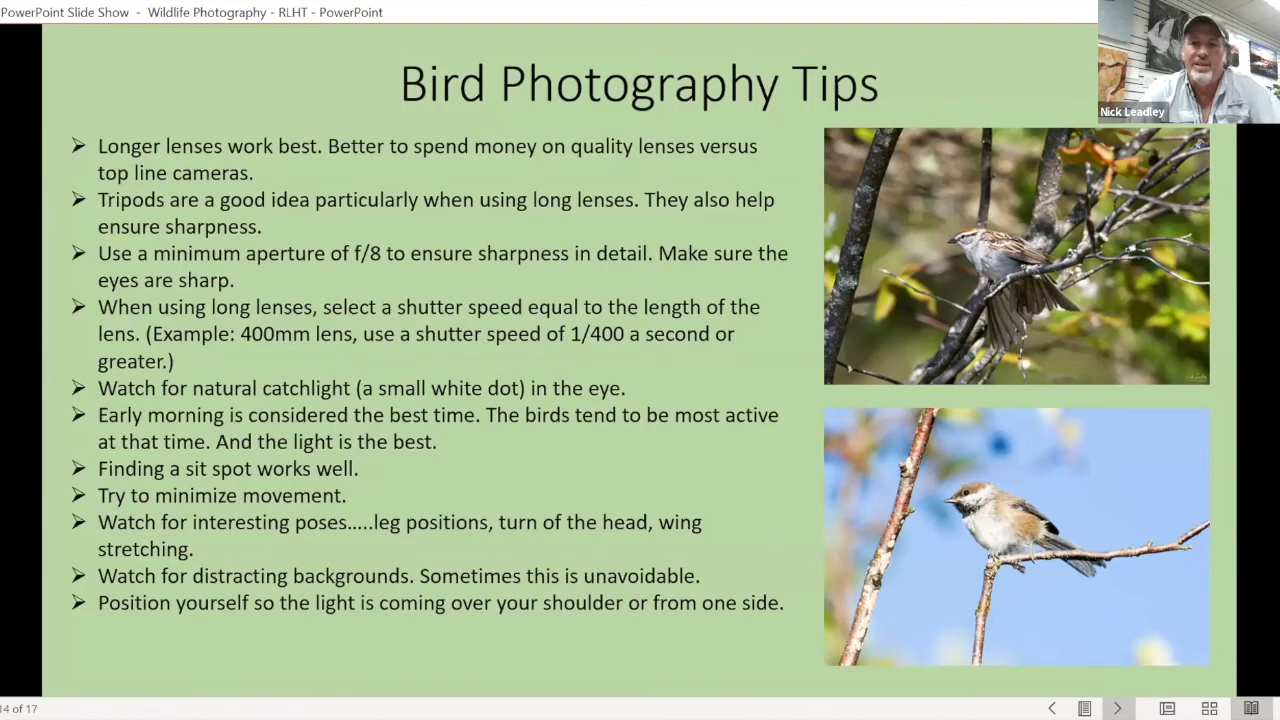 PowerPoint Slide Show - Wildlife Photography - RLHT - PowerPoint
Nick Leadley
Bird Photography Tips
Longer lenses work best. Better to spend money on quality lenses versus
top line cameras.
Tripods are a good idea particularly when using long lenses. They also help
ensure sharpness.
Use a minimum aperture of f/8 to ensure sharpness in detail. Make sure the
eyes are sharp.
When using long lenses, select a shutter speed equal to the length of the
lens. (Example: 400mm lens, use a shutter speed of 1/400 a second or
greater.)
Watch for natural catchlight (a small white dot) in the eye.
Early morning is considered the best time. The birds tend to be most active
at that time. And the light is the best.
Finding a sit spot works well.
Try to minimize movement.
Watch for interesting poses.....leg positions, turn of the head, wing
stretching.
Watch for distracting backgrounds. Sometimes this is unavoidable.
Position yourself so the light is coming over your shoulder or from one side.
14 of 17